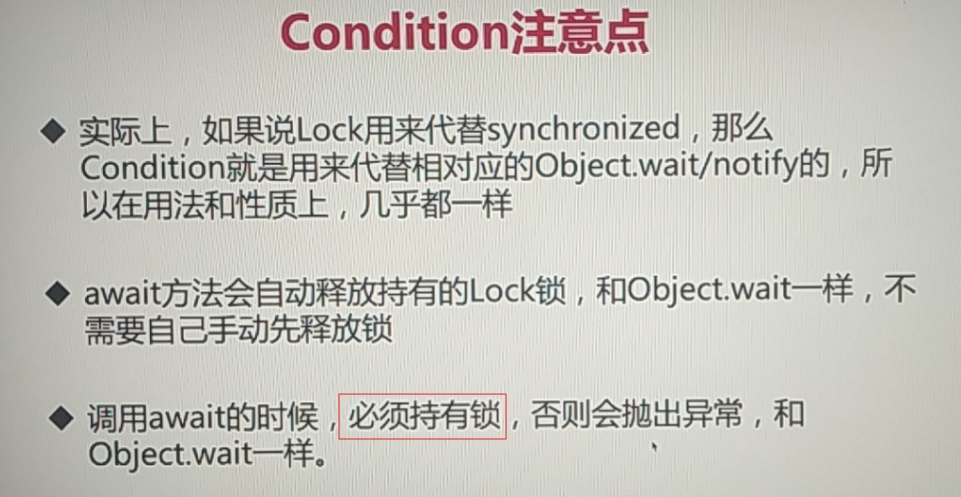 Condition注意点
◆ 实际上，如果说Lock用来代替synchronized，那么
Condition就是用来代替相对应的Object.wait/notify的，所
以在用法和性质上，几乎都一样
◆ await方法会自动释放持有的Lock锁，和Object.wait一样，不
需要自己手动先释放锁
◆ 调用await的时候，必须持有锁，否则会抛出异常，和
Object.wait一样。